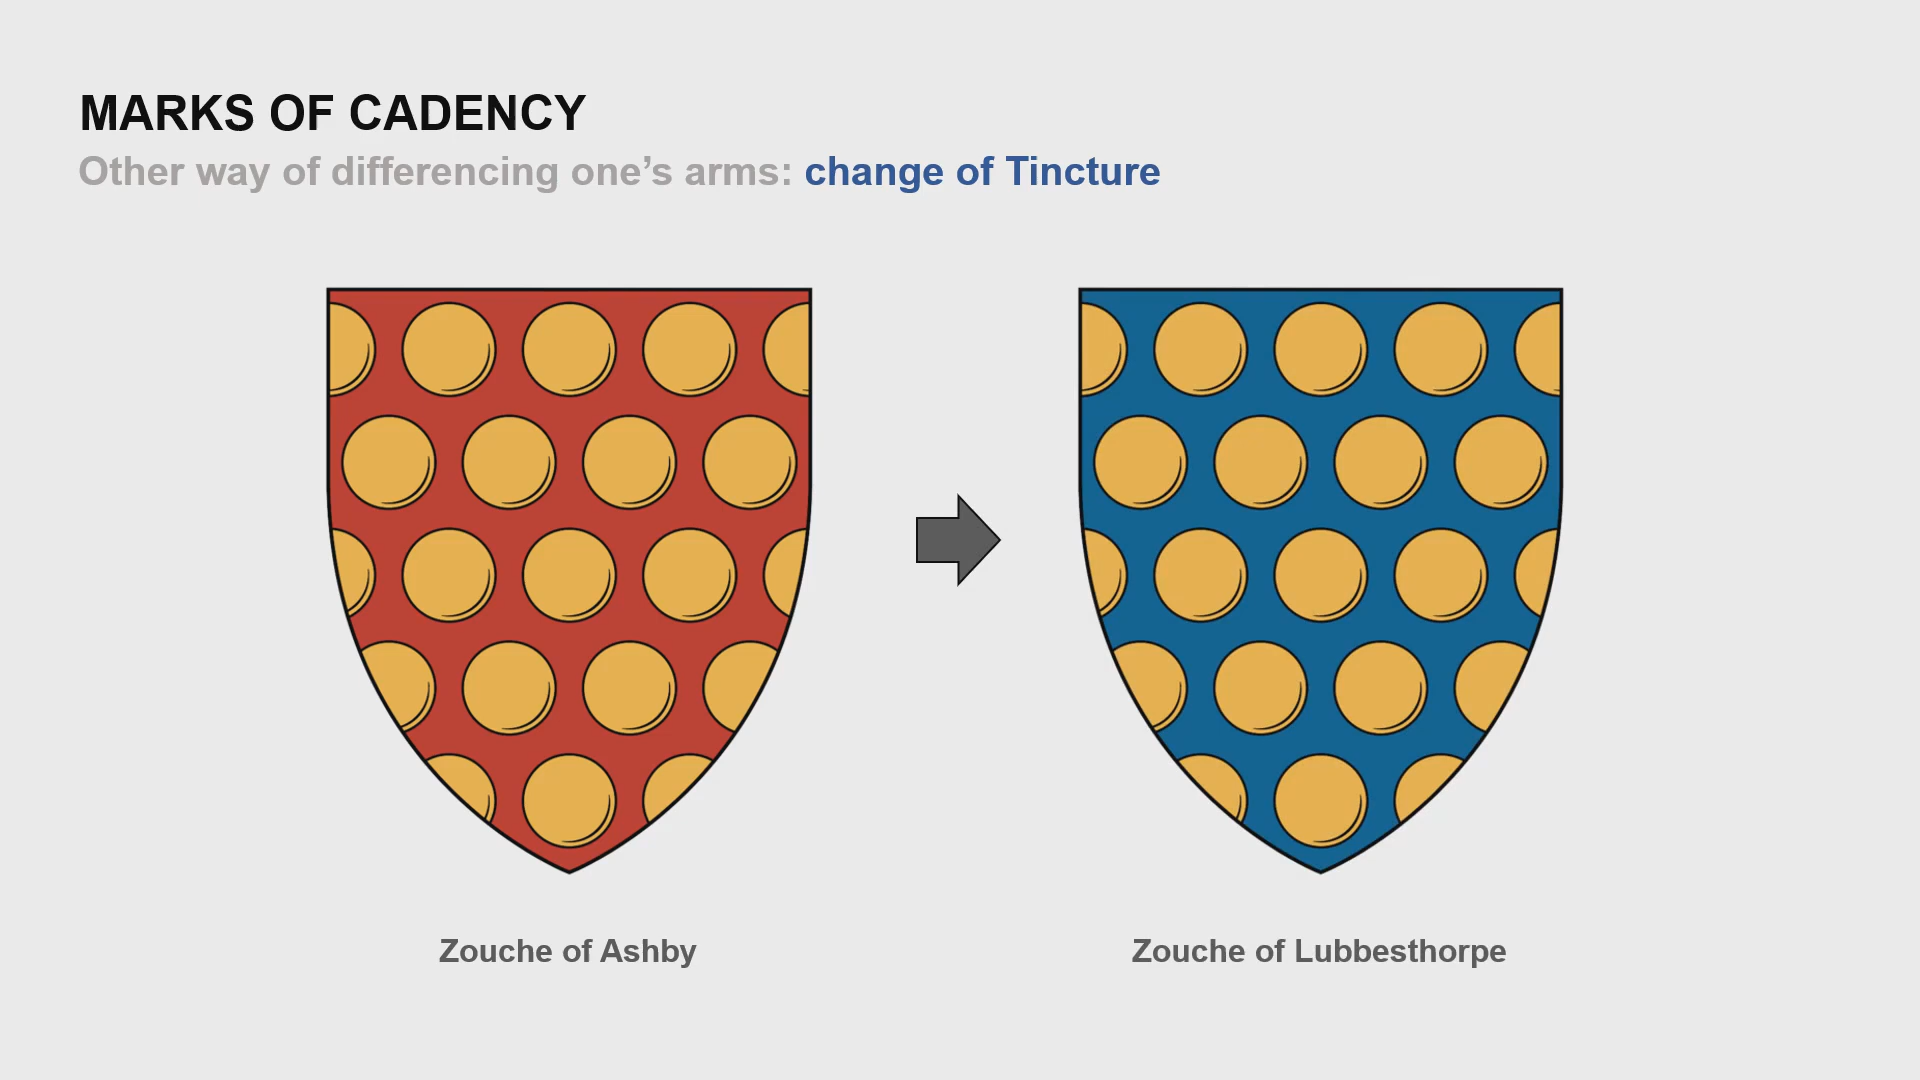 MARKS OF CADENCY
Other way of differencing one’s arms: change of Tincture
Zouche of Ashby
Zouche of Lubbesthorpe